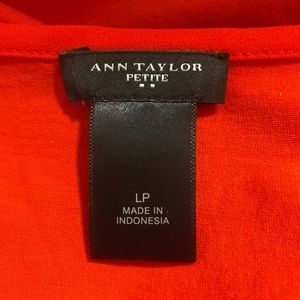 ANN TAYLOR
PETITE
LP
MADE IN
INDONESIA